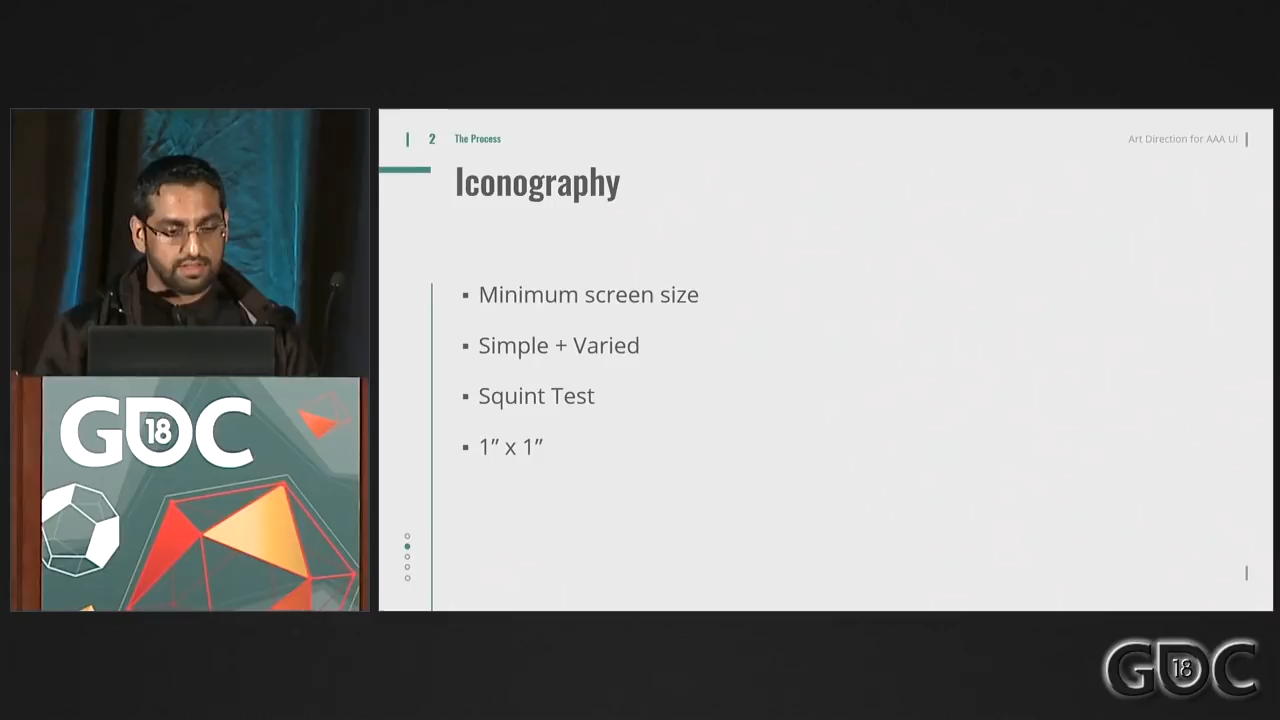 2 The Process
Art Direction for AAA UI
Iconography
▪ Minimum screen size
▪ Simple + Varied
▪ Squint Test
▪ 1” x 1”
GDC 18
GDC 18